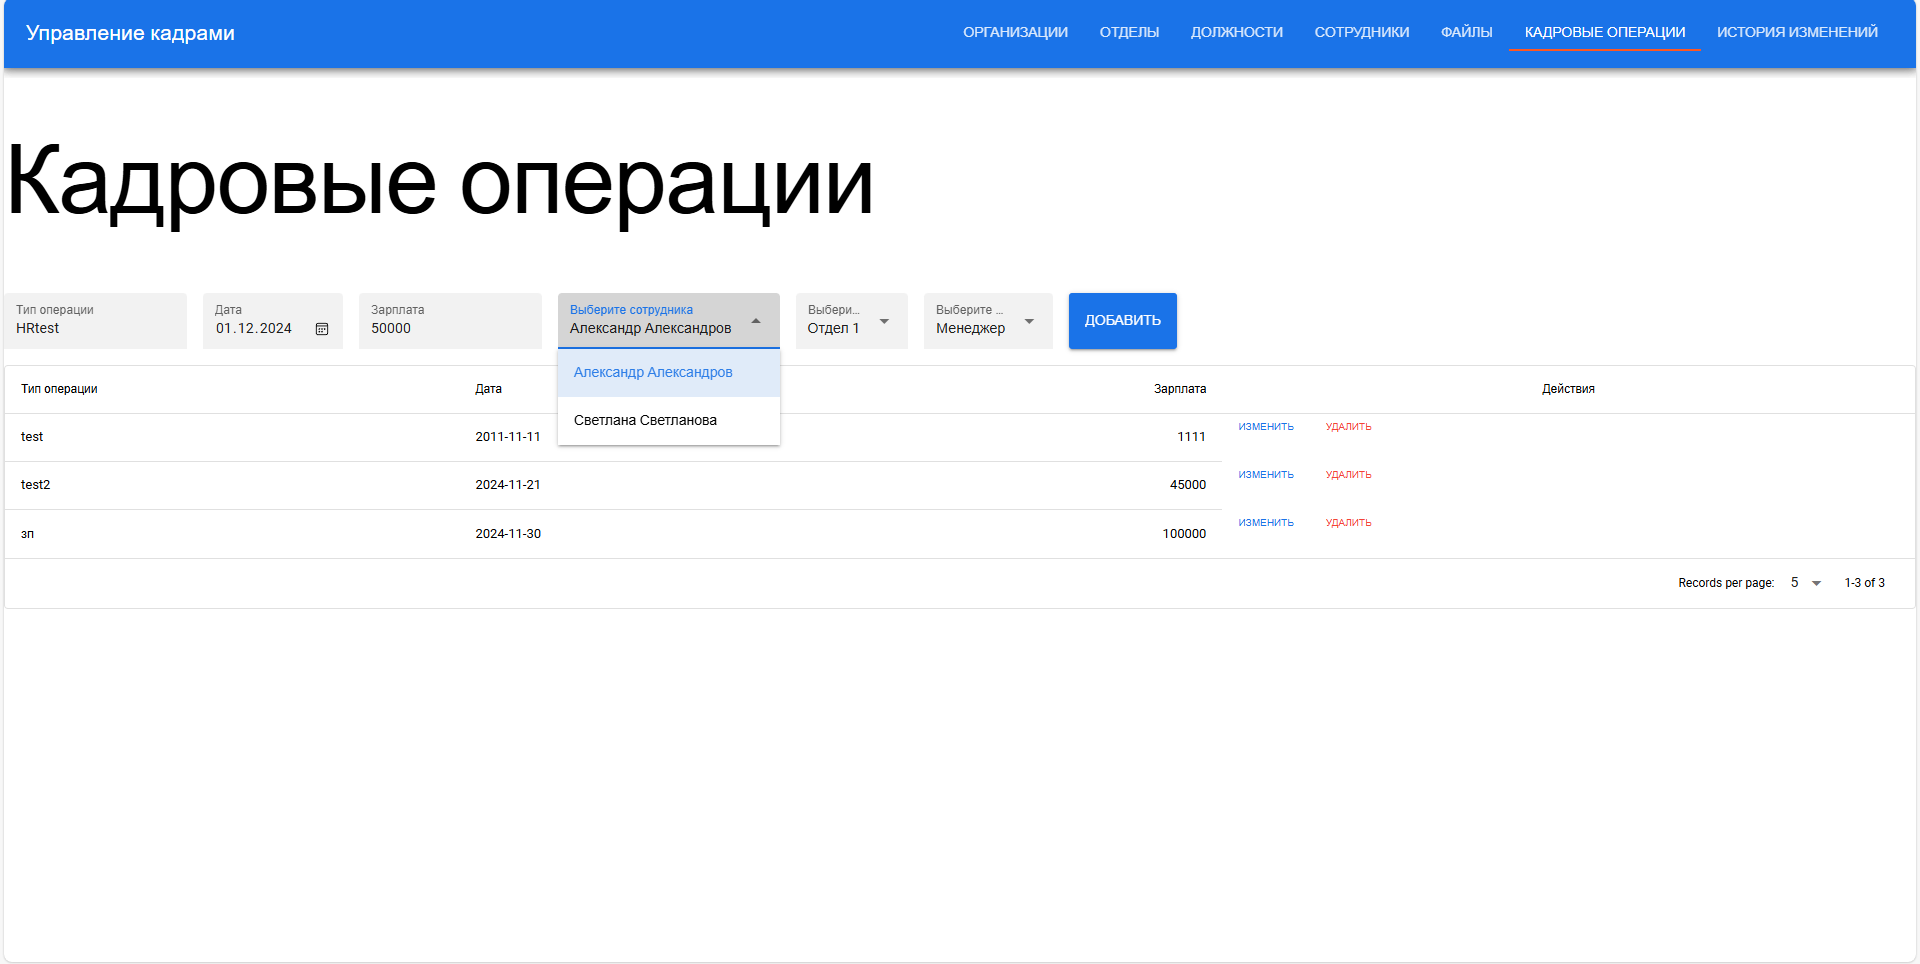 Управление кадрами
ОРГАНИЗАЦИИ ОТДЕЛЫ ДОЛЖНОСТИ СОТРУДНИКИ ФАЙЛЫ КАДРОВЫЕ ОПЕРАЦИИ ИСТОРИЯ ИЗМЕНЕНИЙ
Кадровые операции
Тип операции
HRtest
Дата
01.12.2024
Зарплата
50000
Выберите сотрудника
Александр Александров
Выбери...
Отдел 1
Выберите ...
Менеджер
ДОБАВИТЬ
Александр Александров
Светлана Светланова
Тип операции Дата Зарплата Действия
test 2011-11-11 1111 ИЗМЕНИТЬ УДАЛИТЬ
test2 2024-11-21 45000 ИЗМЕНИТЬ УДАЛИТЬ
зп 2024-11-30 100000 ИЗМЕНИТЬ УДАЛИТЬ
Records per page: 5 1-3 of 3